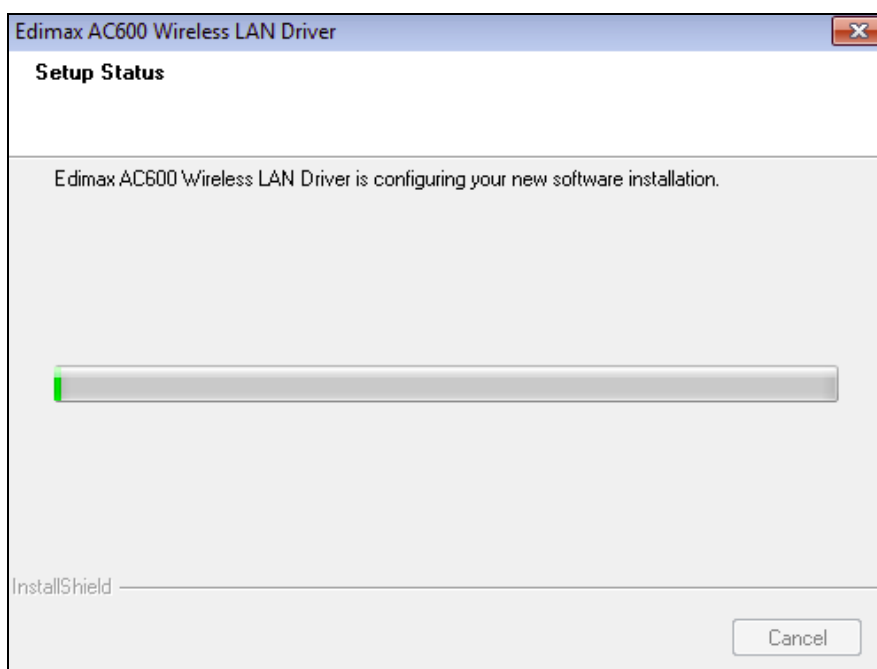 Edimax AC600 Wireless LAN Driver
Setup Status
Edimax AC600 Wireless LAN Driver is configuring your new software installation.
InstallShield
Cancel